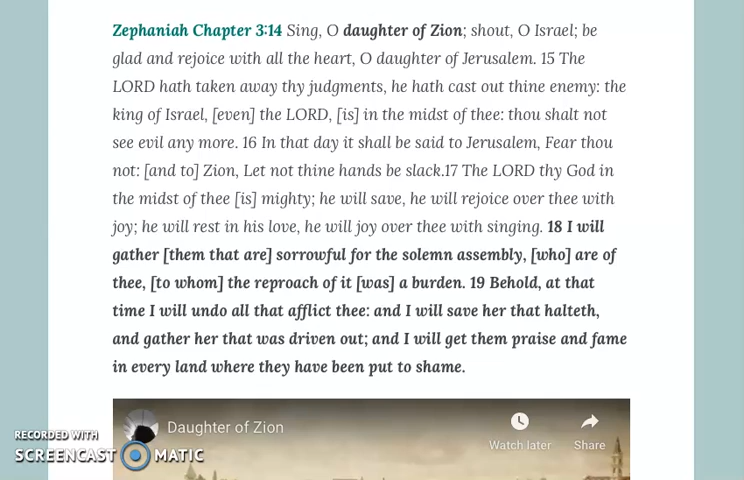 Zephaniah Chapter 3:14 Sing, O daughter of Zion; shout, O Israel; be
glad and rejoice with all the heart, O daughter of Jerusalem. 15 The
LORD hath taken away thy judgments, he hath cast out thine enemy: the
king of Israel, [even] the LORD, [is] in the midst of thee: thou shalt not
see evil any more. 16 In that day it shall be said to Jerusalem, Fear thou
not: [and to] Zion, Let not thine hands be slack.17 The LORD thy God in
the midst of thee [is] mighty; he will save, he will rejoice over thee with
joy; he will rest in his love, he will joy over thee with singing. 18 I will
gather [them that are] sorrowful for the solemn assembly, [who] are of
thee, [to whom] the reproach of it [was] a burden. 19 Behold, at that
time I will undo all that afflict thee: and I will save her that halteth,
and gather her that was driven out; and I will get them praise and fame
in every land where they have been put to shame.
Daughter of Zion
Watch later
Share
RECORDED WITH
SCREENCAST MATIC